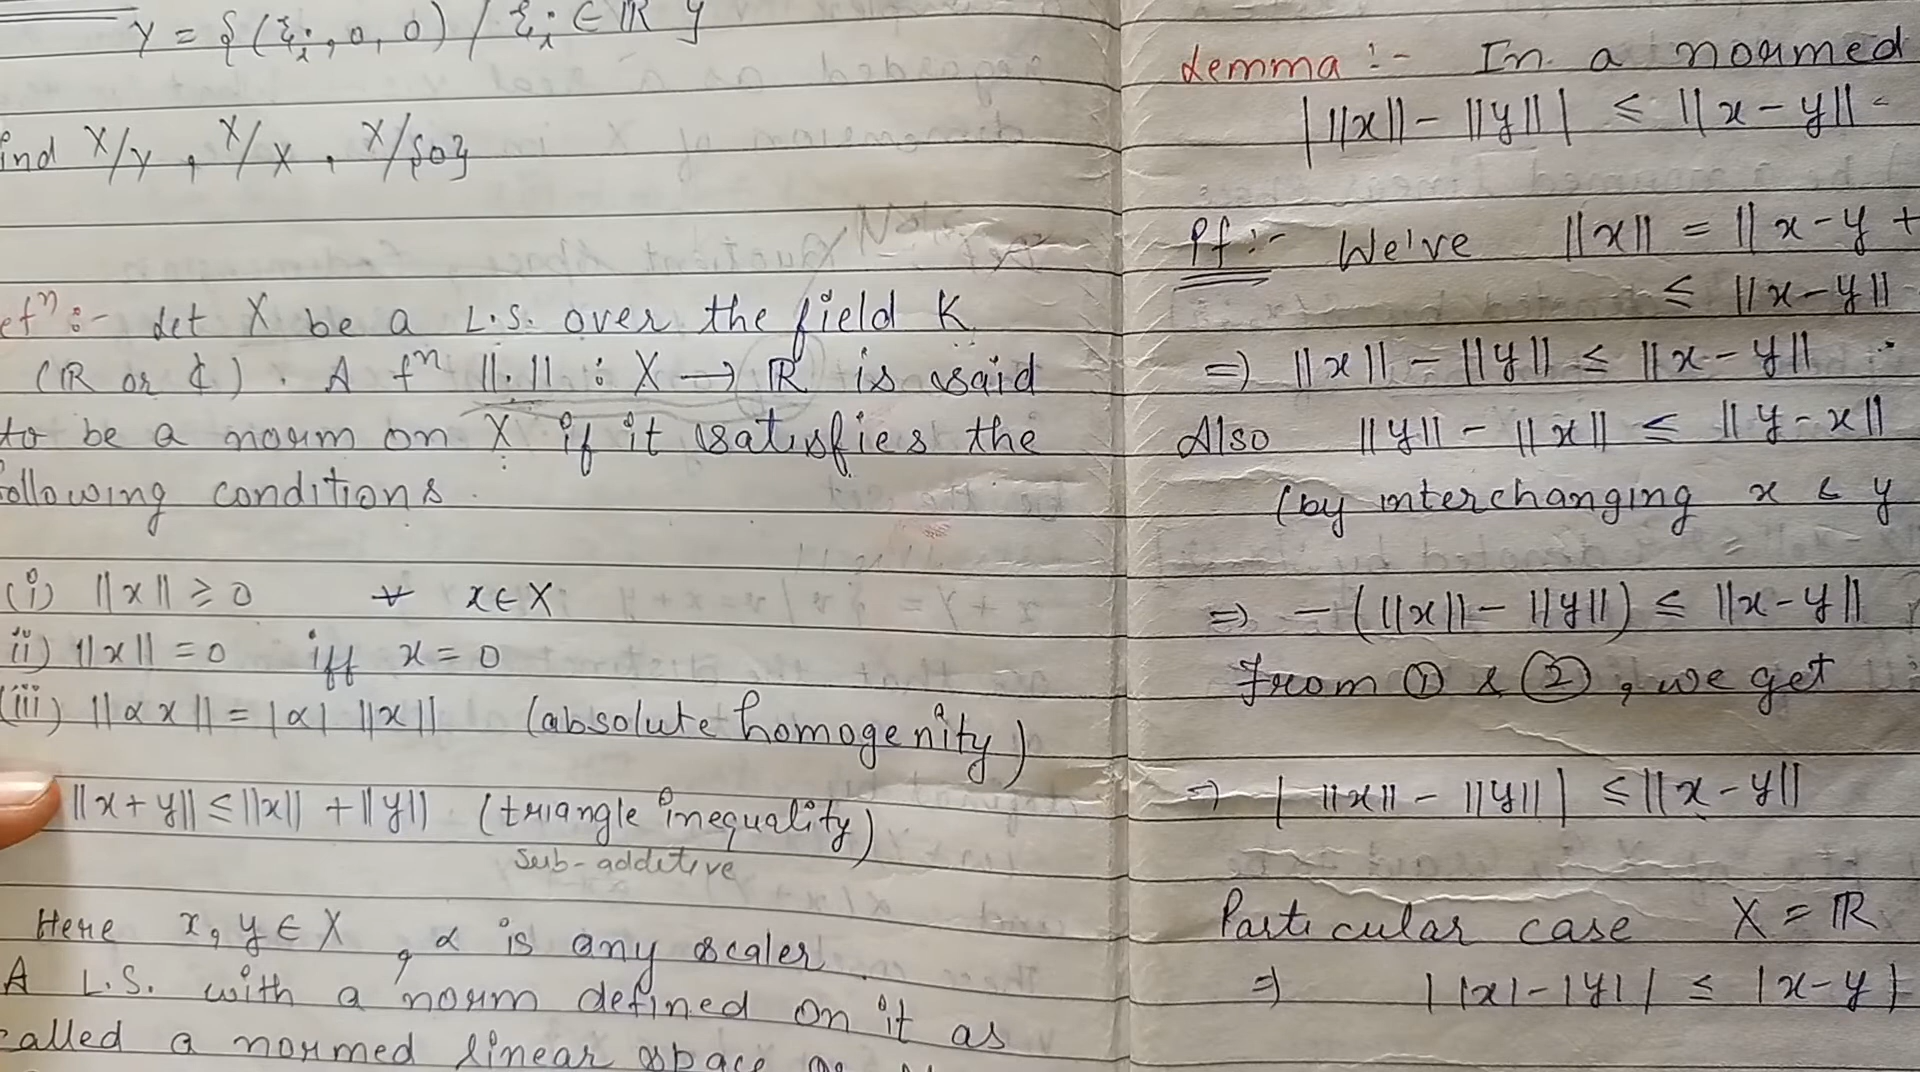 Y = {(ξᵢ, 0, 0) / ξᵢ ∈ ℝ}
ind X/Y, X/X, X/{0}
efⁿ :- Let X be a L.S. over the field K
(ℝ or ₵). A fⁿ ||.|| : X → ℝ is said
to be a norm on X if it satisfies the
following conditions.
(i) ||x|| ≥ 0 ∀ x ∈ X
ii) ||x|| = 0 iff x = 0
(iii) ||αx|| = |α| ||x|| (absolute homogenity)
||x + y|| ≤ ||x|| + ||y|| (triangle inequality)
Sub-additive
Here x, y ∈ X, α is any scaler.
A L.S. with a norm defined on it as
called a normed linear space
Lemma :- In a normed
| ||x|| - ||y|| | ≤ ||x - y||
Pf :- We've ||x|| = ||x - y +
≤ ||x - y||
⇒ ||x|| - ||y|| ≤ ||x - y||
Also ||y|| - ||x|| ≤ ||y - x||
(by interchanging x & y
⇒ - (||x|| - ||y||) ≤ ||x - y||
From ① & ②, we get
⇒ | ||x|| - ||y|| | ≤ ||x - y||
Particular case X = ℝ
⇒ | |x| - |y| | ≤ |x - y|